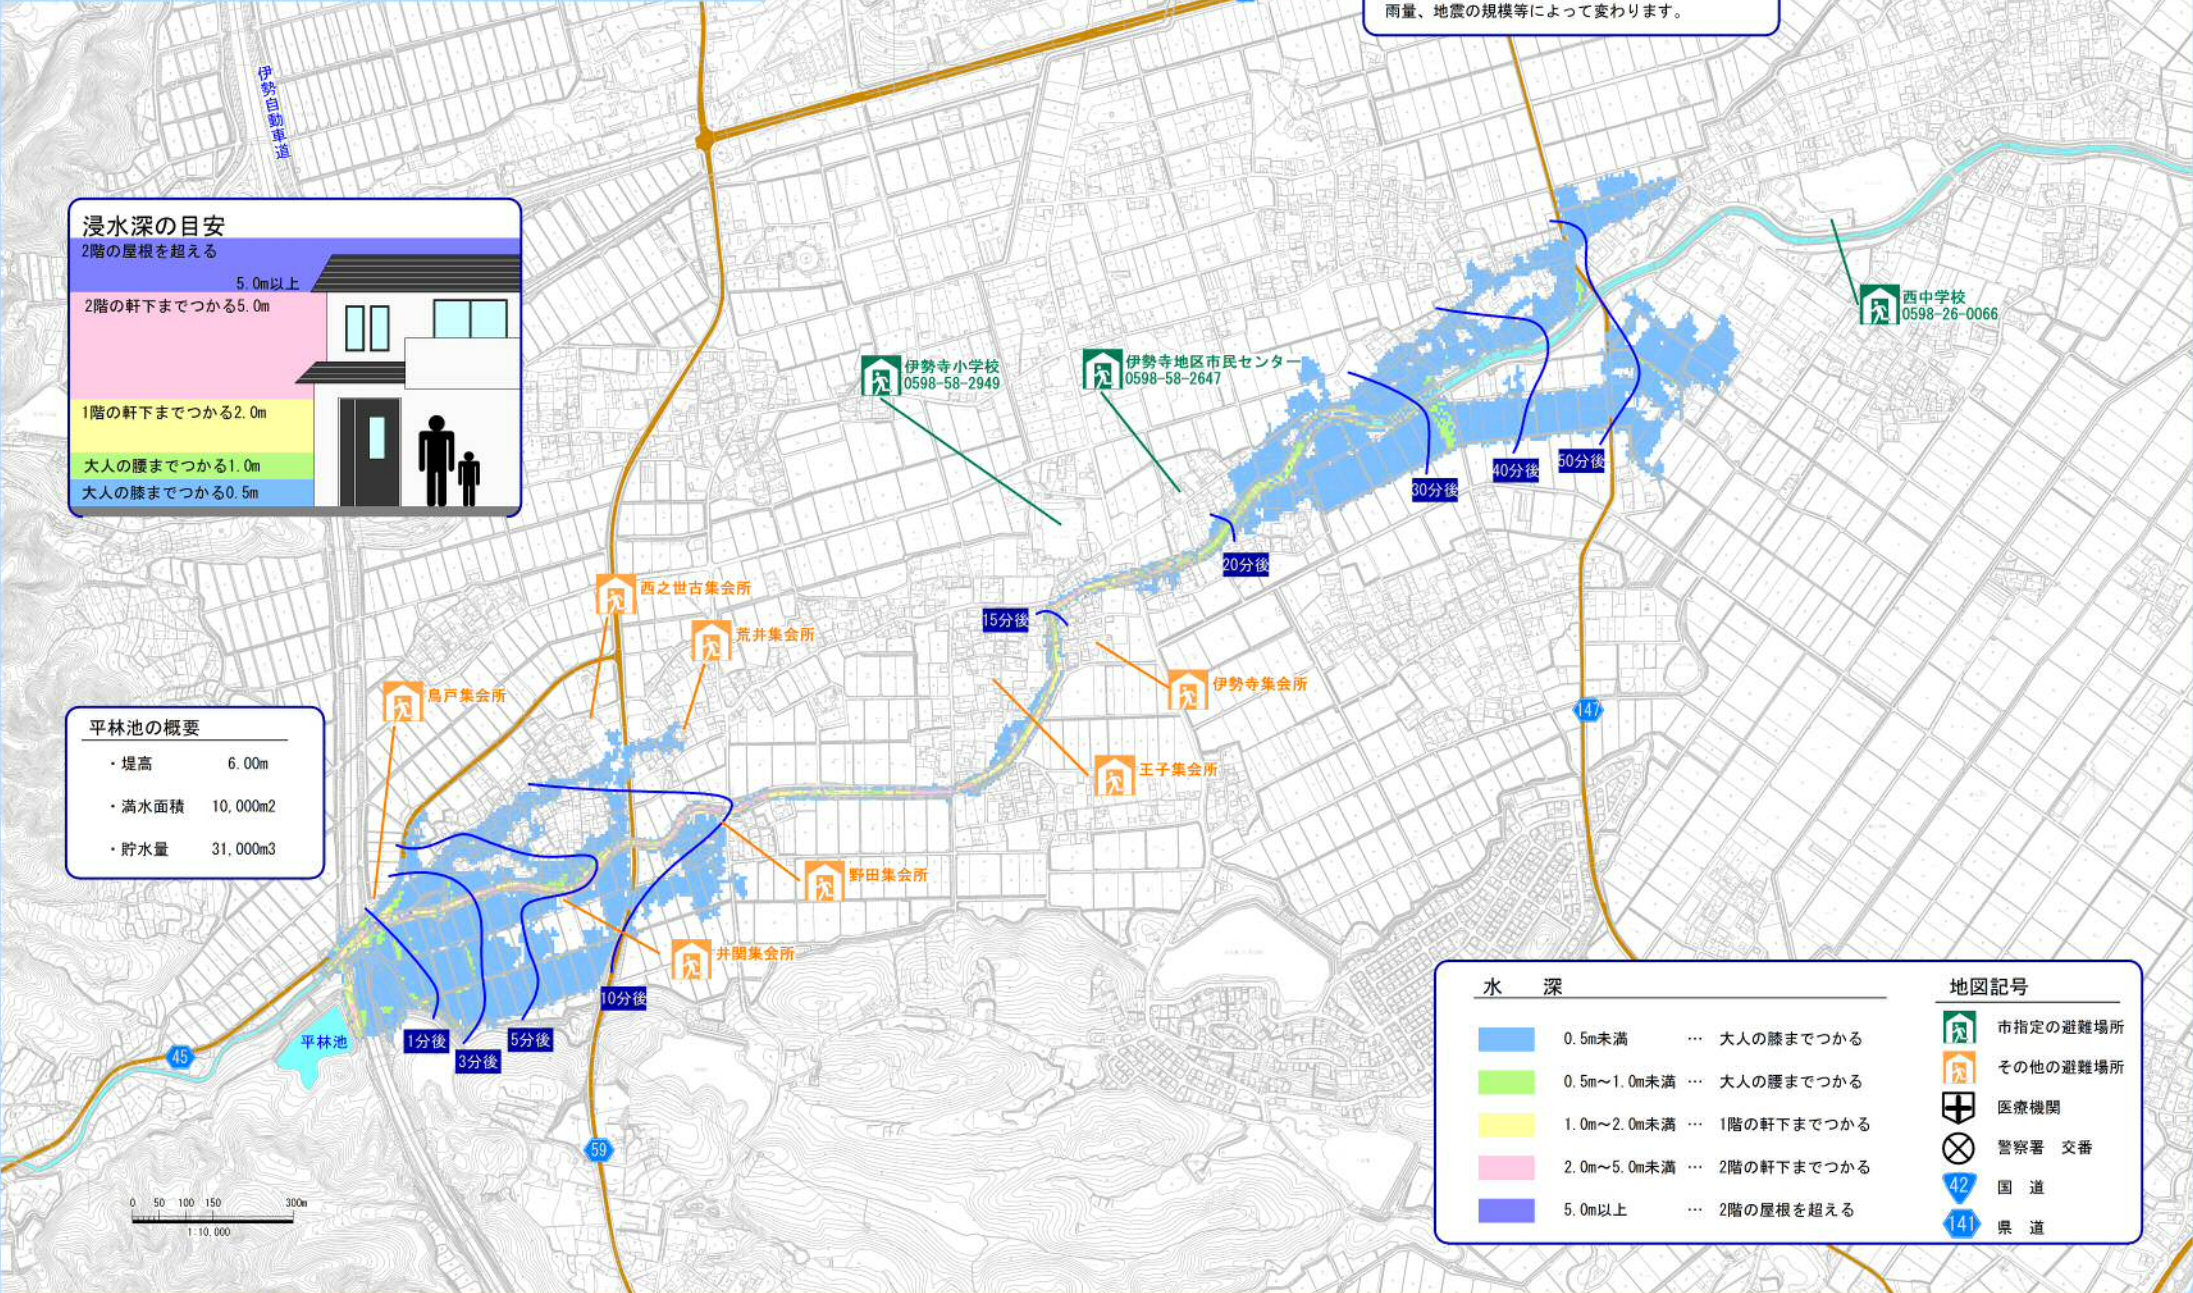 雨量、地震の規模等によって変わります。
伊勢自動車道
浸水深の目安
2階の屋根を超える
5.0m以上
2階の軒下までつかる5.0m
1階の軒下までつかる2.0m
大人の腰までつかる1.0m
大人の膝までつかる0.5m
西中学校
0598-26-0066
伊勢寺小学校
0598-58-2949
伊勢寺地区市民センター
0598-58-2647
50分後
40分後
30分後
20分後
15分後
西之世古集会所
荒井集会所
鳥戸集会所
伊勢寺集会所
147
王子集会所
平林池の概要
・堤高 6.00m
・満水面積 10,000m2
・貯水量 31,000m3
野田集会所
井関集会所
10分後
1分後
5分後
3分後
平林池
45
59
0 50 100 150 300m
1:10,000
水 深
0.5m未満 … 大人の膝までつかる
0.5m～1.0m未満 … 大人の腰までつかる
1.0m～2.0m未満 … 1階の軒下までつかる
2.0m～5.0m未満 … 2階の軒下までつかる
5.0m以上 … 2階の屋根を超える
地図記号
市指定の避難場所
その他の避難場所
医療機関
警察署 交番
42 国 道
141 県 道